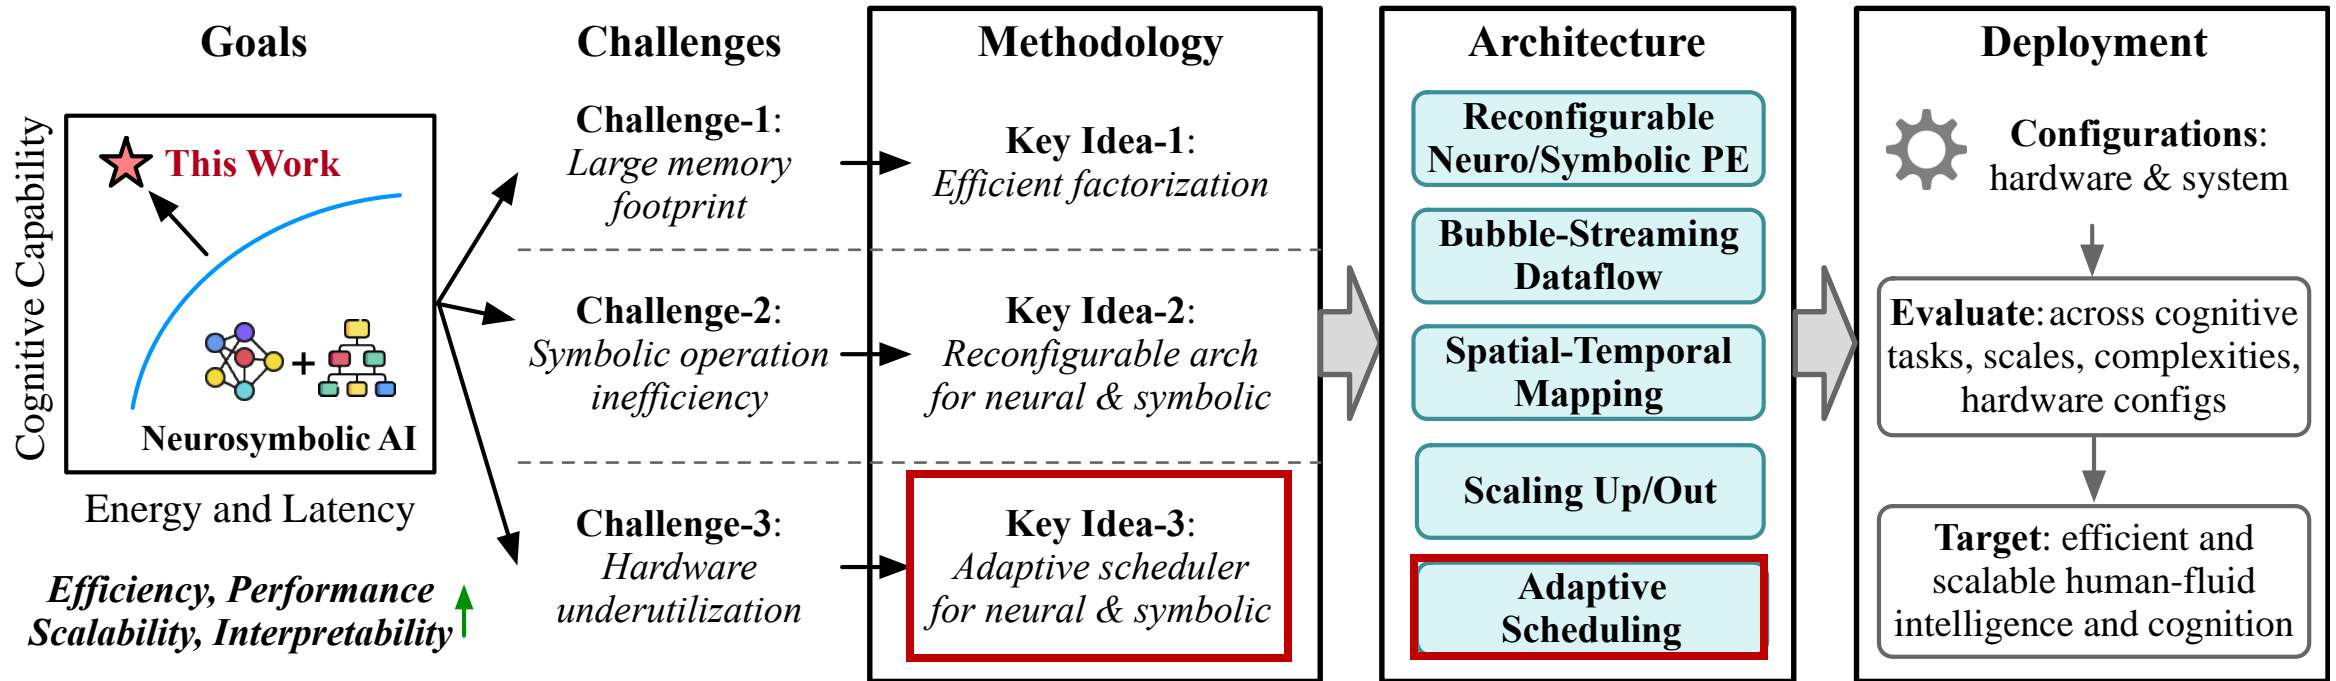 Goals
Cognitive Capability
This Work
+
Neurosymbolic AI
Energy and Latency
Efficiency, Performance
Scalability, Interpretability
Challenges
Challenge-1:
Large memory
footprint
Challenge-2:
Symbolic operation
inefficiency
Challenge-3:
Hardware
underutilization
Methodology
Key Idea-1:
Efficient factorization
Key Idea-2:
Reconfigurable arch
for neural & symbolic
Key Idea-3:
Adaptive scheduler
for neural & symbolic
Architecture
Reconfigurable
Neuro/Symbolic PE
Bubble-Streaming
Dataflow
Spatial-Temporal
Mapping
Scaling Up/Out
Adaptive
Scheduling
Deployment
Configurations:
hardware & system
Evaluate: across cognitive
tasks, scales, complexities,
hardware configs
Target: efficient and
scalable human-fluid
intelligence and cognition